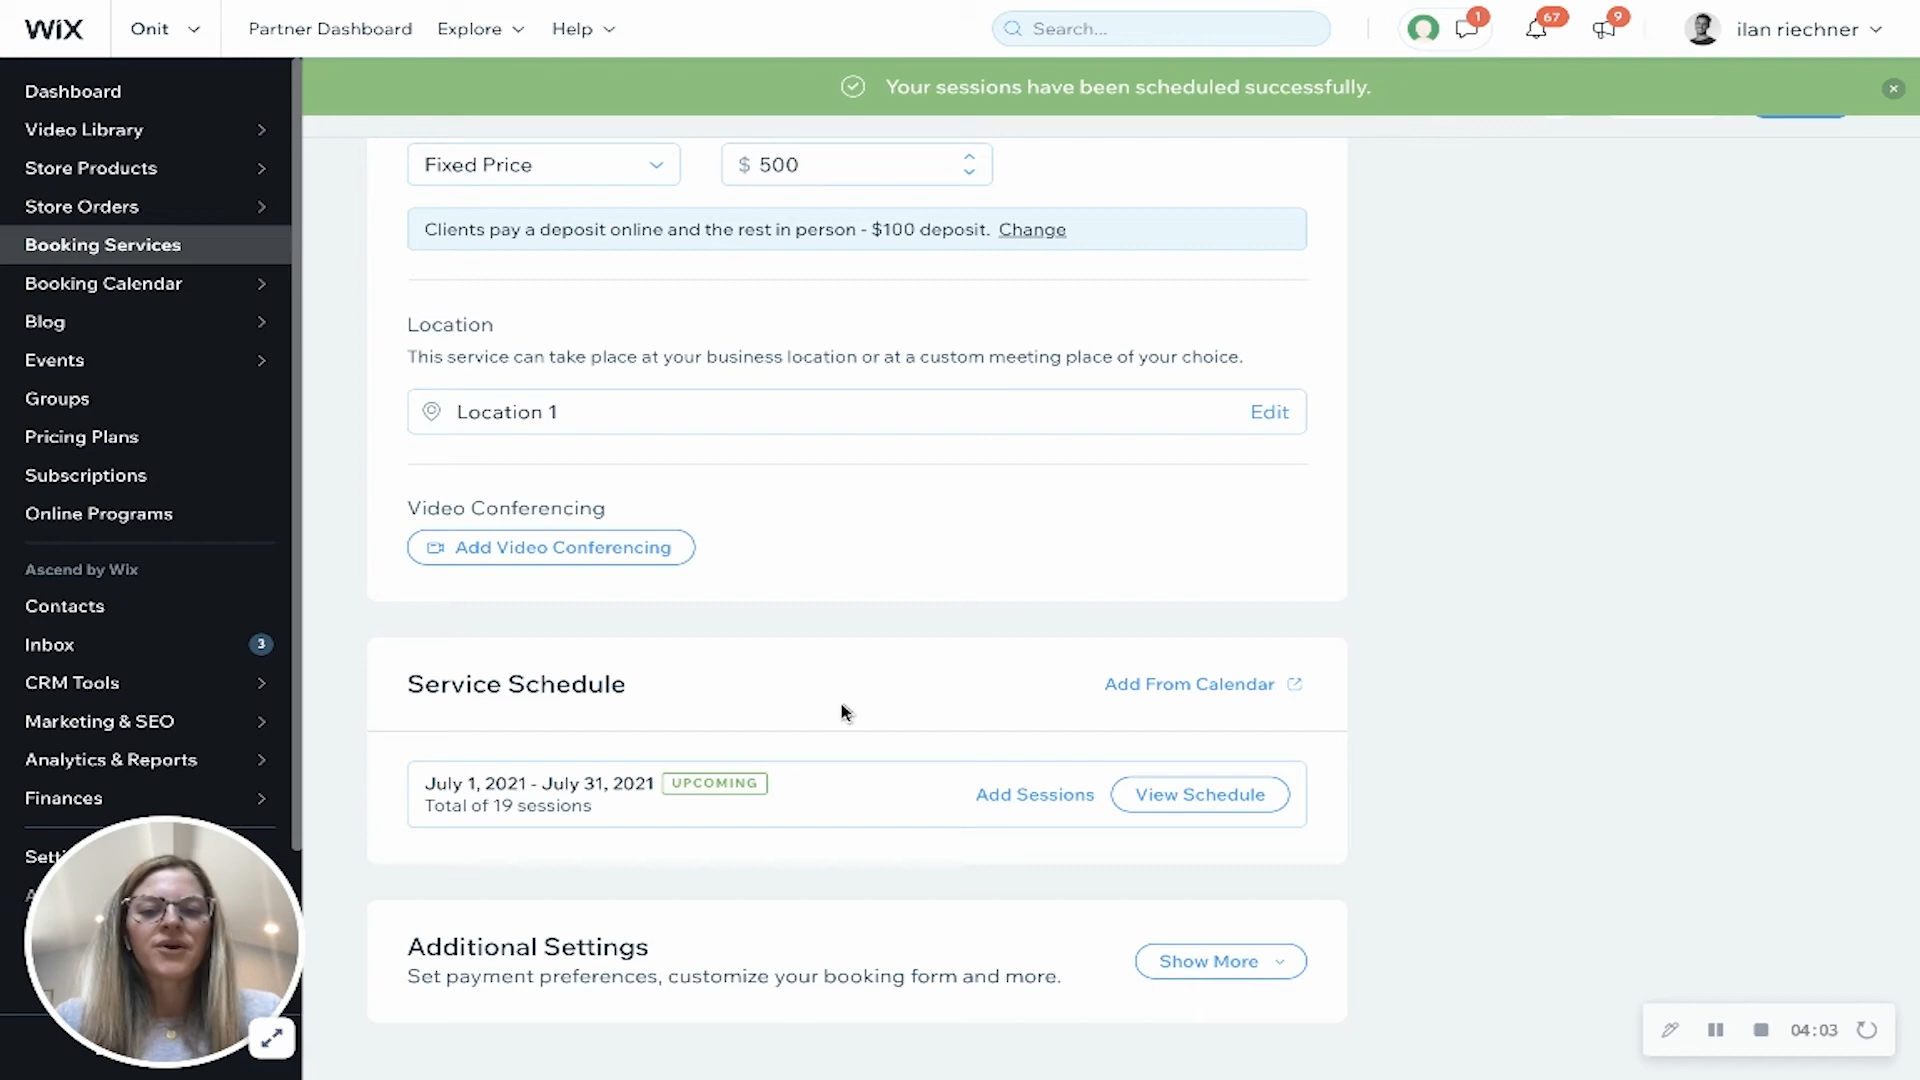 WiX
Onit
Partner Dashboard
Explore
Help
Search...
1
67
9
ilan riechner
Your sessions have been scheduled successfully.
Dashboard
Video Library
Store Products
Store Orders
Booking Services
Booking Calendar
Blog
Events
Groups
Pricing Plans
Subscriptions
Online Programs
Ascend by Wix
Contacts
Inbox
3
CRM Tools
Marketing & SEO
Analytics & Reports
Finances
Fixed Price
$ 500
Clients pay a deposit online and the rest in person - $100 deposit. Change
Location
This service can take place at your business location or at a custom meeting place of your choice.
Location 1
Edit
Video Conferencing
Add Video Conferencing
Service Schedule
Add From Calendar
July 1, 2021 - July 31, 2021 UPCOMING
Total of 19 sessions
Add Sessions
View Schedule
Additional Settings
Set payment preferences, customize your booking form and more.
Show More
04:03